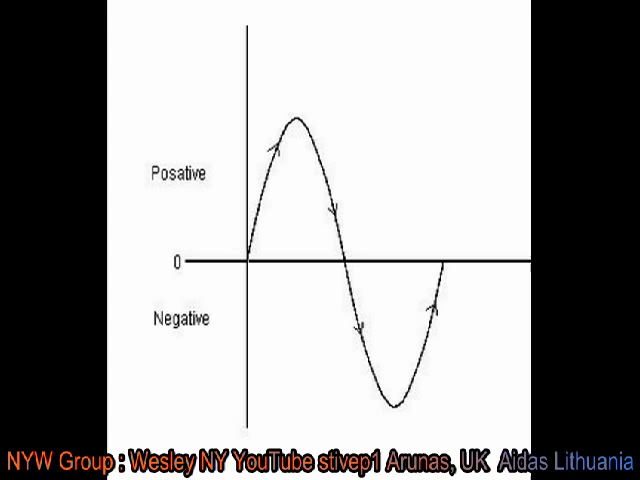 Posative
0
Negative
NYW Group : Wesley NY YouTube stivep1 Arunas, UK Aidas Lithuania